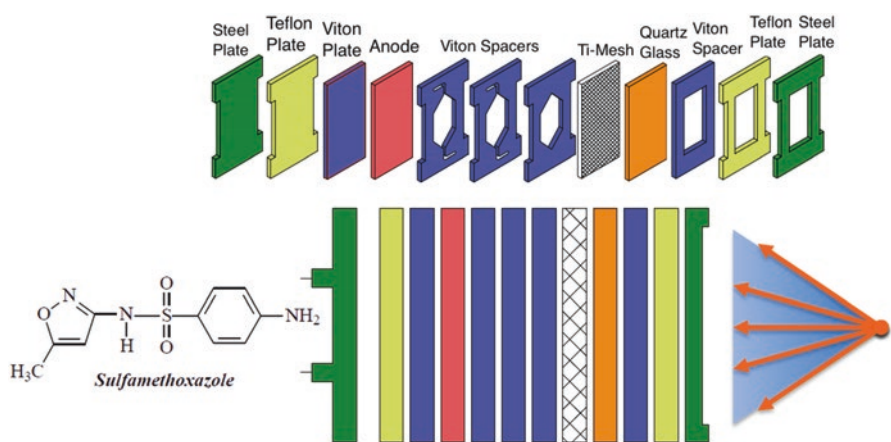 Steel
Plate
Teflon
Plate
Viton
Plate
Anode
Viton Spacers
Ti-Mesh
Quartz
Glass
Viton
Spacer
Teflon
Plate
Steel
Plate
O
N
N
H
O
S
O
NH2
H3C
Sulfamethoxazole